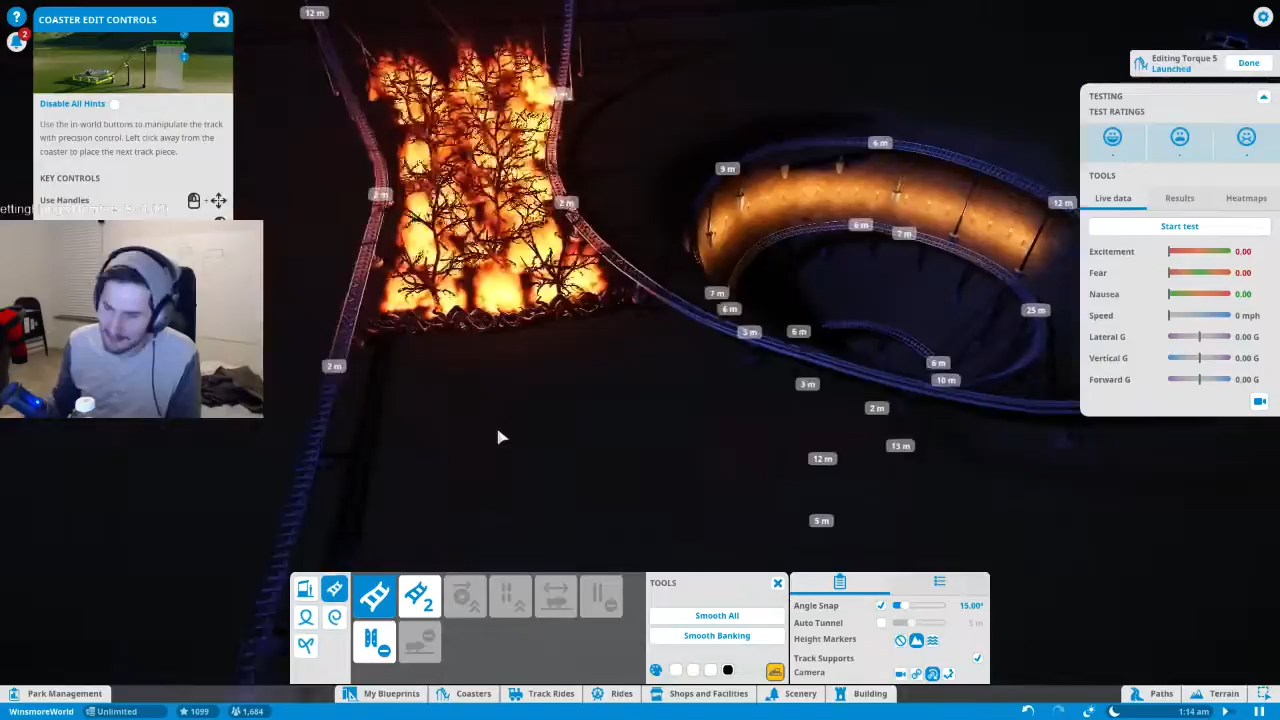 ?
COASTER EDIT CONTROLS
2
Disable All Hints
Use the in-world buttons to manipulate the track
with precision control. Left click away from the
coaster to place the next track piece.
KEY CONTROLS
Use Handles
+
12 m
2 m
2 m
2 m
9 m
6 m
12 m
6 m
7 m
7 m
6 m
3 m
6 m
25 m
6 m
10 m
3 m
2 m
13 m
12 m
5 m
Editing Torque 5
Launched
Done
TESTING
TEST RATINGS
-
-
-
TOOLS
Live data
Results
Heatmaps
Start test
Excitement 0.00
Fear 0.00
Nausea 0.00
Speed 0 mph
Lateral G 0.00 G
Vertical G 0.00 G
Forward G 0.00 G
2
TOOLS
Smooth All
Smooth Banking
Angle Snap 15.00°
Auto Tunnel 5 m
Height Markers
Track Supports
Camera
Park Management
My Blueprints
Coasters
Track Rides
Rides
Shops and Facilities
Scenery
Building
Paths
Terrain
WinsmoreWorld
Unlimited
1099
1,684
1:14 am